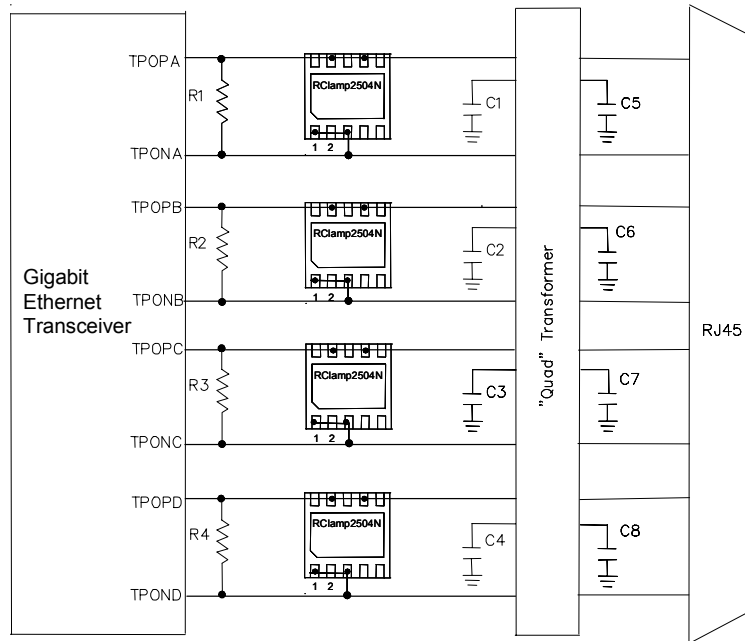 TPOPA
R1
RClamp2504N
C1
C5
1 2
TPONA
TPOPB
R2
RClamp2504N
C2
C6
1 2
TPONB
Gigabit
Ethernet
Transceiver
"Quad" Transformer
RJ45
TPOPC
R3
RClamp2504N
C3
C7
1 2
TPONC
TPOPD
R4
RClamp2504N
C4
C8
1 2
TPOND